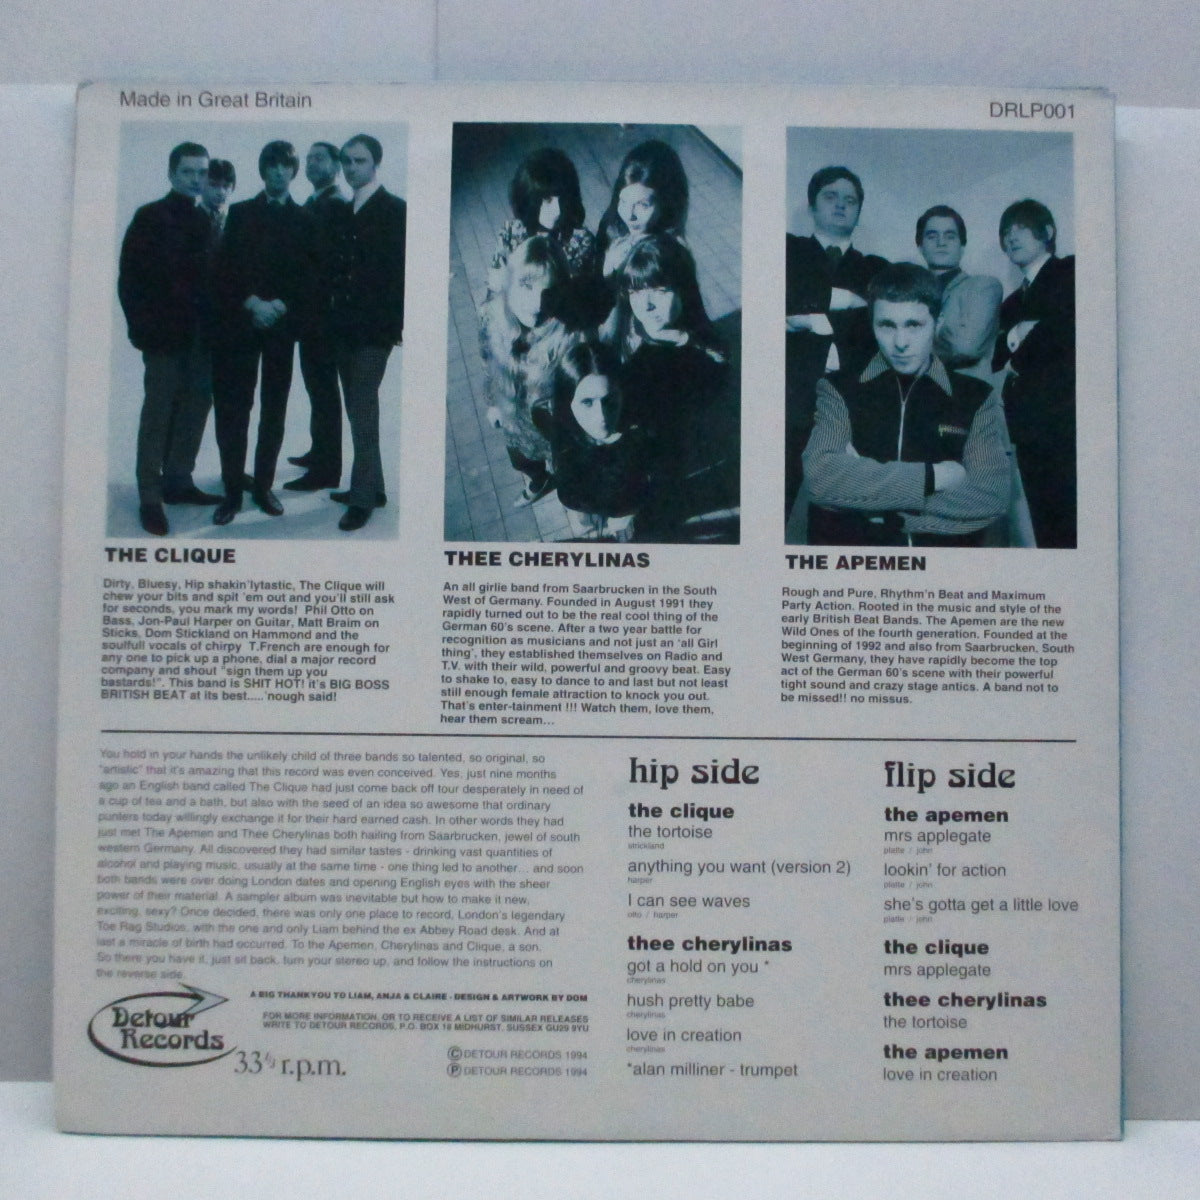 Made in Great Britain
DRLP001
THE CLIQUE
Dirty, Bluesy, Hip shakin'lytastic, The Clique will
chew your bits and spit 'em out and you'll still ask
for seconds, you mark my words! Phil Otto on
Bass, Jon-Paul Harper on Guitar, Matt Braim on
Sticks, Dom Stickland on Hammond and the
soulfull vocals of chirpy T.French are enough for
any one to pick up a phone, dial a major record
company and shout "sign them up you
bastards!". This band is SHIT HOT! it's BIG BOSS
BRITISH BEAT at its best.....'nough said!
THEE CHERYLINAS
An all girlie band from Saarbrucken in the South
West of Germany. Founded in August 1991 they
rapidly turned out to be the real cool thing of the
German 60's scene. After a two year battle for
recognition as musicians and not just an 'all Girl
thing', they established themselves on Radio and
T.V. with their wild, powerful and groovy beat. Easy
to shake to, easy to dance to and last but not least
still enough female attraction to knock you out.
That's enter-tainment !!! Watch them, love them,
hear them scream...
THE APEMEN
Rough and Pure, Rhythm'n Beat and Maximum
Party Action. Rooted in the music and style of the
early British Beat Bands. The Apemen are the new
Wild Ones of the fourth generation. Founded at the
beginning of 1992 and also from Saarbrucken, South
West Germany, they have rapidly become the top
act of the German 60's scene with their powerful
tight sound and crazy stage antics. A band not to
be missed!! no missus.
You hold in your hands the unlikely child of three bands so talented, so original, so
"artistic" that it's amazing that this record was even conceived. Yes, just nine months
ago an English band called The Clique had just come back off tour desperately in need of
a cup of tea and a bath, but also with the seed of an idea so awesome that ordinary
punters today willingly exchange it for their hard earned cash. In other words they had
just met The Apemen and Thee Cherylinas both hailing from Saarbrucken, jewel of south
western Germany. All discovered they had similar tastes - drinking vast quantities of
alcohol and playing music, usually at the same time - one thing led to another... and soon
both bands were over doing London dates and opening English eyes with the sheer
power of their material. A sampler album was inevitable but how to make it new,
exciting, sexy? Once decided, there was only one place to record, London's legendary
Toe Rag Studios, with the one and only Liam behind the ex Abbey Road desk. And at
last a miracle of birth had occurred. To the Apemen, Cherylinas and Clique, a son.
So there you have it, just sit back, turn your stereo up, and follow the instructions on
the reverse side.
A BIG THANKYOU TO LIAM, ANJA & CLAIRE - DESIGN & ARTWORK BY DOM
FOR MORE INFORMATION, OR TO RECEIVE A LIST OF SIMILAR RELEASES
WRITE TO DETOUR RECORDS, P.O. BOX 18 MIDHURST, SUSSEX GU29 9YU
Detour
Records
33⅓ r.p.m.
Ⓒ DETOUR RECORDS 1994
Ⓟ DETOUR RECORDS 1994
hip side
the clique
the tortoise
strickland
anything you want (version 2)
harper
I can see waves
otto / harper
thee cherylinas
got a hold on you *
cherylinas
hush pretty babe
cherylinas
love in creation
cherylinas
*alan milliner - trumpet
flip side
the apemen
mrs applegate
platte / john
lookin' for action
platte / john
she's gotta get a little love
platte / john
the clique
mrs applegate
thee cherylinas
the tortoise
the apemen
love in creation